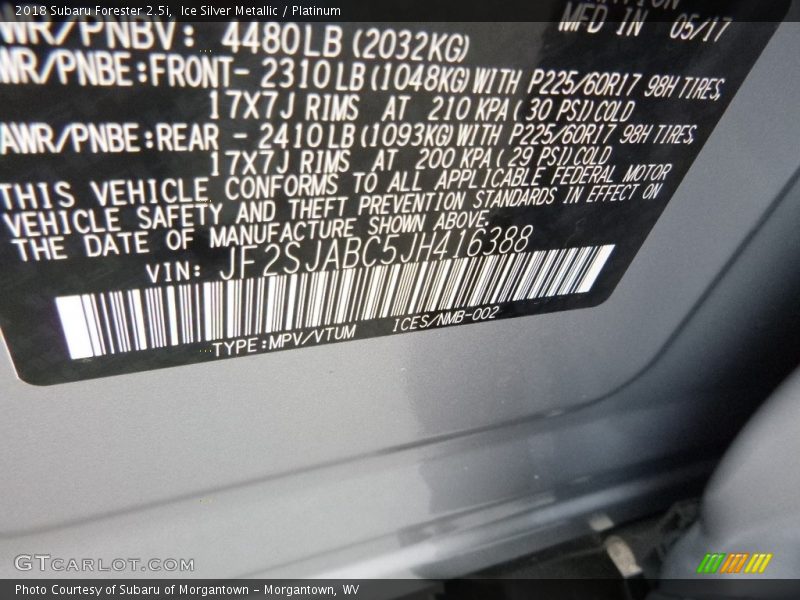 2018 Subaru Forester 2.5i, Ice Silver Metallic / Platinum
MFD IN 05/17
WR/PNBV: 4480LB (2032KG)
WR/PNBE:FRONT- 2310 LB (1048KG) WITH P225/60R17 98H TIRES,
17X7J RIMS AT 210 KPA ( 30 PSI) COLD
AWR/PNBE:REAR - 2410 LB (1093KG) WITH P225/60R17 98H TIRES,
17X7J RIMS AT 200 KPA ( 29 PSI) COLD
THIS VEHICLE CONFORMS TO ALL APPLICABLE FEDERAL MOTOR
VEHICLE SAFETY AND THEFT PREVENTION STANDARDS IN EFFECT ON
THE DATE OF MANUFACTURE SHOWN ABOVE.
VIN: JF2SJABC5JH416388
TYPE:MPV/VTUM ICES/NMB-002
GTcarlot.com
Photo Courtesy of Subaru of Morgantown - Morgantown, WV